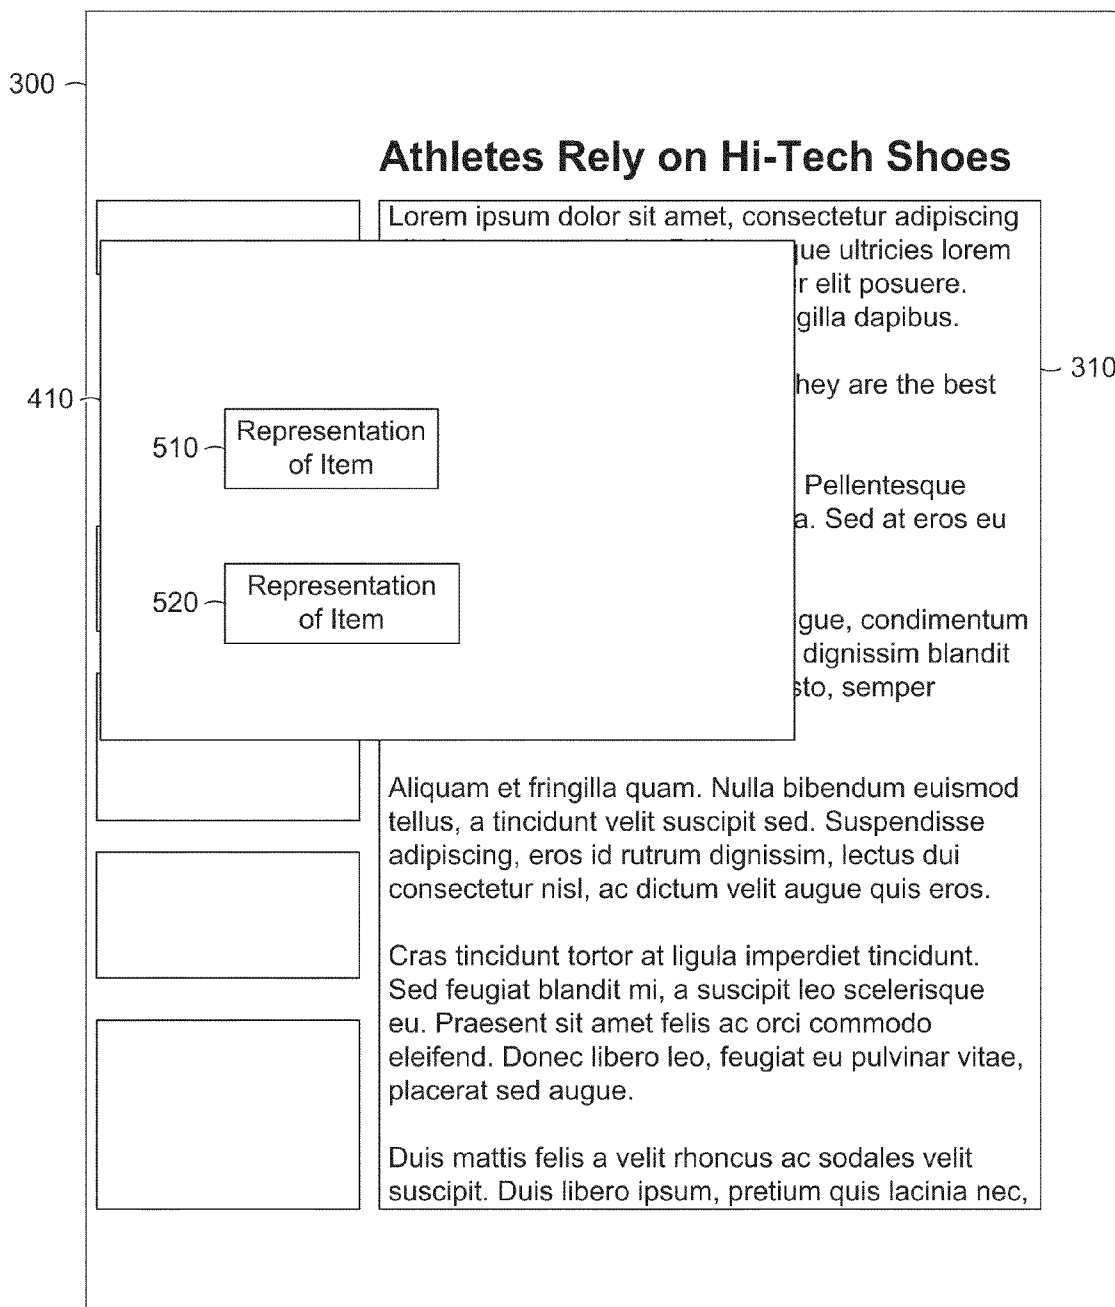 300
Athletes Rely on Hi-Tech Shoes
Lorem ipsum dolor sit amet, consectetur adipiscing
ultricies lorem
elit posuere.
dapibus.
310
hey are the best
410
510
Representation
of Item
Pellentesque
a. Sed at eros eu
520
Representation
of Item
gue, condimentum
dignissim blandit
sto, semper
Aliquam et fringilla quam. Nulla bibendum euismod
tellus, a tincidunt velit suscipit sed. Suspendisse
adipiscing, eros id rutrum dignissim, lectus dui
consectetur nisl, ac dictum velit augue quis eros.
Cras tincidunt tortor at ligula imperdiet tincidunt.
Sed feugiat blandit mi, a suscipit leo scelerisque
eu. Praesent sit amet felis ac orci commodo
eleifend. Donec libero leo, feugiat eu pulvinar vitae,
placerat sed augue.
Duis mattis felis a velit rhoncus ac sodales velit
suscipit. Duis libero ipsum, pretium quis lacinia nec,